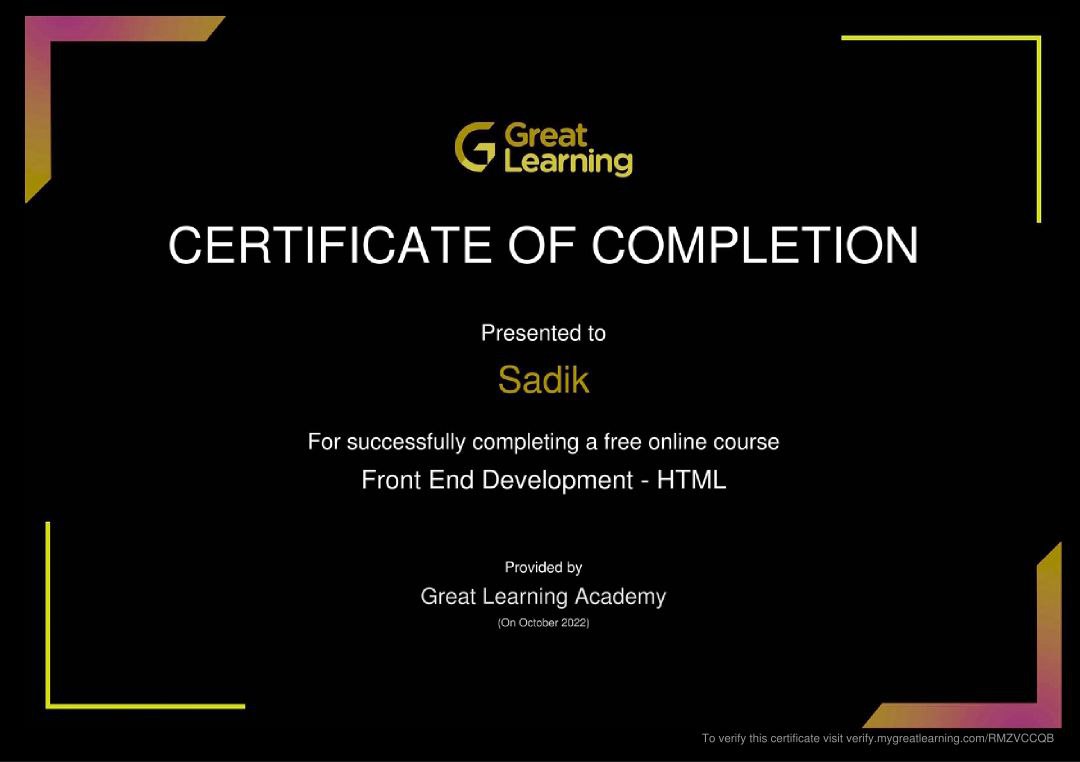 Great
Learning
CERTIFICATE OF COMPLETION
Presented to
Sadik
For successfully completing a free online course
Front End Development - HTML
Provided by
Great Learning Academy
(On October 2022)
To verify this certificate visit verify.mygreatlearning.com/RMZVCCQB